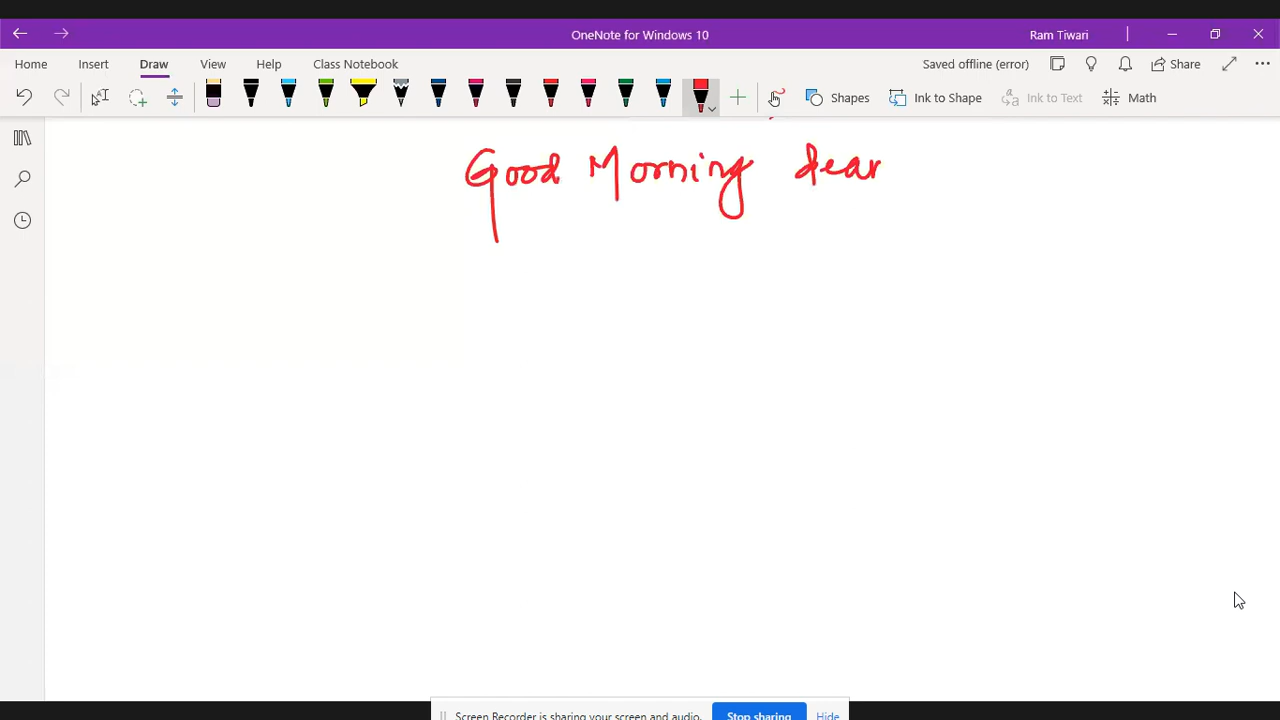 OneNote for Windows 10
Ram Tiwari
Home Insert Draw View Help Class Notebook
Saved offline (error)
Share
Shapes
Ink to Shape
Ink to Text
Math
Good Morning dear
Screen Recorder is sharing your screen and audio.
Stop sharing
Hide